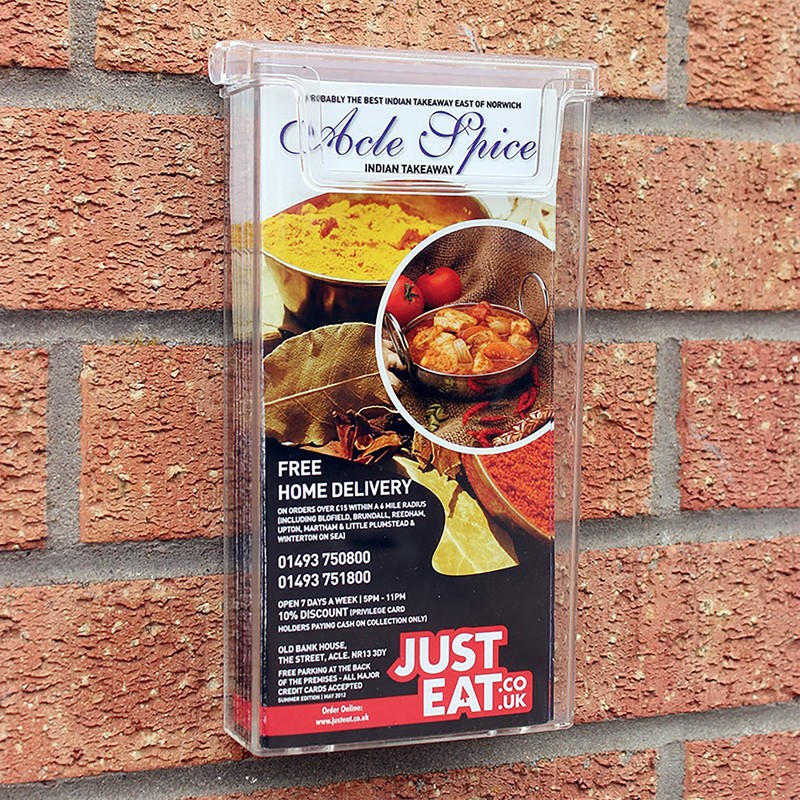 PROBABLY THE BEST INDIAN TAKEAWAY EAST OF NORWICH
Acle Spice
INDIAN TAKEAWAY
FREE
HOME DELIVERY
ON ORDERS OVER £15 WITHIN A 6 MILE RADIUS
(INCLUDING BLOFIELD, BRUNDALL, REEDHAM,
UPTON, MARTHAM & LITTLE PLUMSTEAD &
WINTERTON ON SEA)
01493 750800
01493 751800
OPEN 7 DAYS A WEEK | 5PM - 11PM
10% DISCOUNT (PRIVILEGE CARD
HOLDERS PAYING CASH ON COLLECTION ONLY)
OLD BANK HOUSE,
THE STREET, ACLE. NR13 3DY
FREE PARKING AT THE BACK
OF THE PREMISES - ALL MAJOR
CREDIT CARDS ACCEPTED
SUMMER EDITION | MAY 2012
Order Online:
www.justeat.co.uk
JUST
EAT.CO
.UK